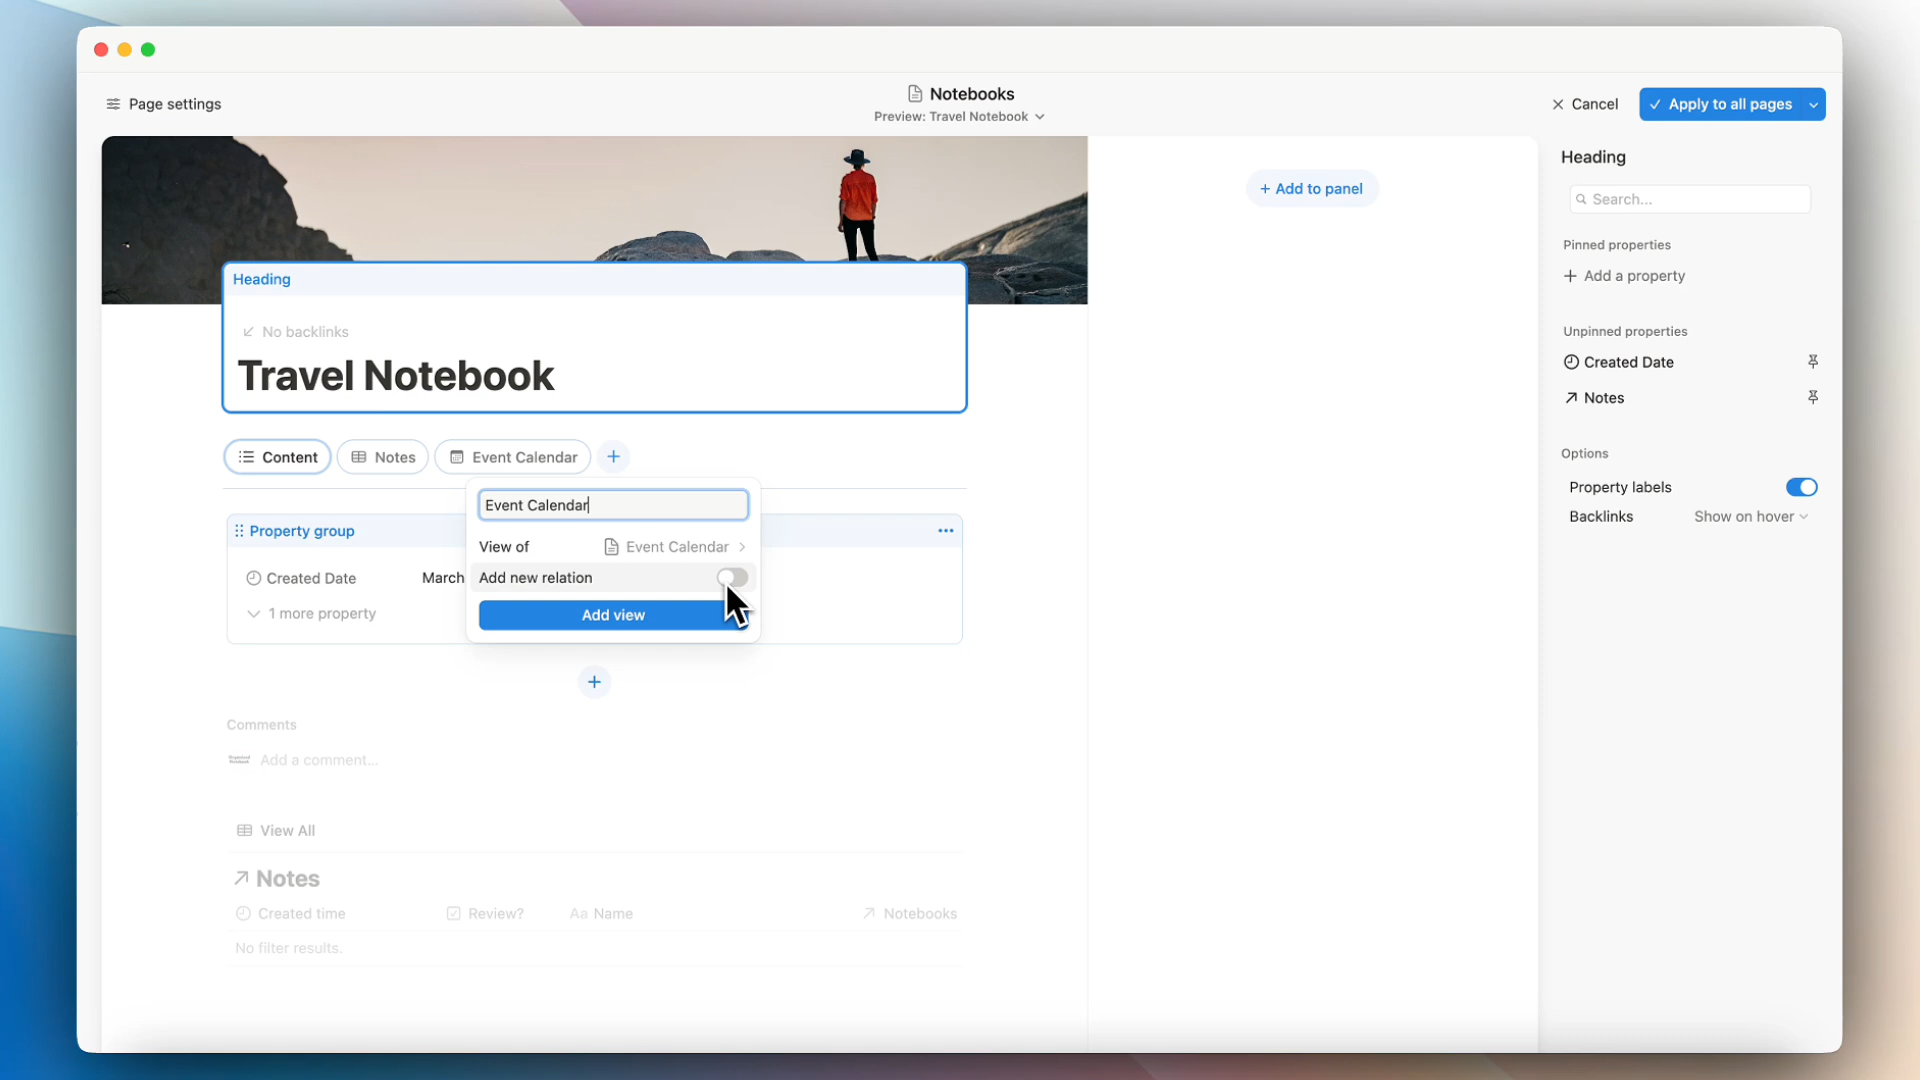 Page settings
Notebooks
Preview: Travel Notebook
Cancel
Apply to all pages
Heading
No backlinks
Travel Notebook
Content
Notes
Event Calendar
Event Calendar
View of
Event Calendar
Add new relation
Add view
Property group
Created Date
March
1 more property
Comments
Add a comment...
View All
Notes
Created time
Review?
Aa Name
Notebooks
No filter results.
+ Add to panel
Heading
Search...
Pinned properties
Add a property
Unpinned properties
Created Date
Notes
Options
Property labels
Backlinks
Show on hover